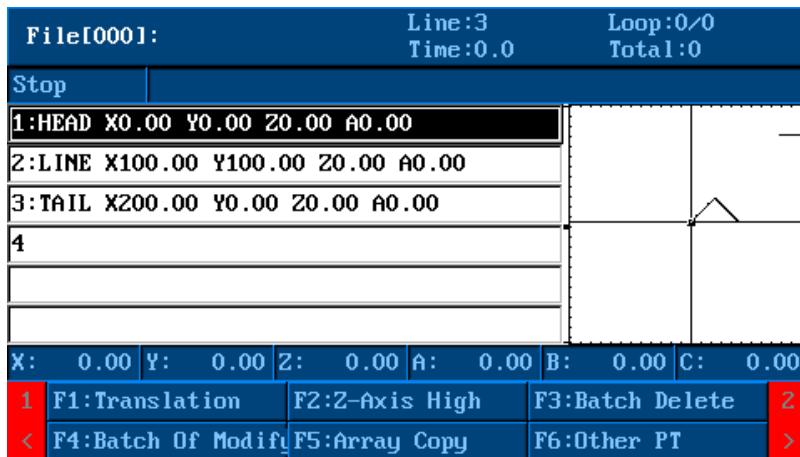 File[000]:
Line:3
Loop:0/0
Time:0.0
Total:0
Stop
1:HEAD X0.00 Y0.00 Z0.00 A0.00
2:LINE X100.00 Y100.00 Z0.00 A0.00
3:TAIL X200.00 Y0.00 Z0.00 A0.00
4
X: 0.00 Y: 0.00 Z: 0.00 A: 0.00 B: 0.00 C: 0.00
1 F1:Translation F2:Z-Axis High F3:Batch Delete 2
< F4:Batch Of Modify F5:Array Copy F6:Other PT >